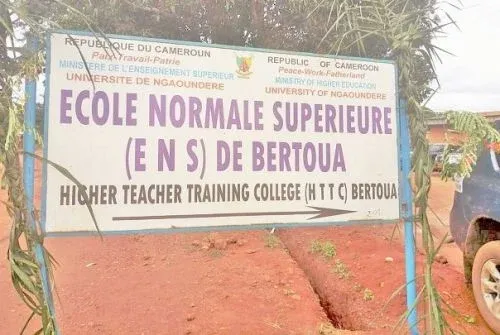 REPUBLIQUE DU CAMEROUN
Paix-Travail-Patrie
MINISTERE DE L'ENSEIGNEMENT SUPERIEUR
UNIVERSITE DE NGAOUNDERE
REPUBLIC OF CAMEROON
Peace-Work-Fatherland
MINISTRY OF HIGHER EDUCATION
UNIVERSITY OF NGAOUNDERE
ECOLE NORMALE SUPERIEURE
(E N S) DE BERTOUA
HIGHER TEACHER TRAINING COLLEGE (H T T C) BERTOUA